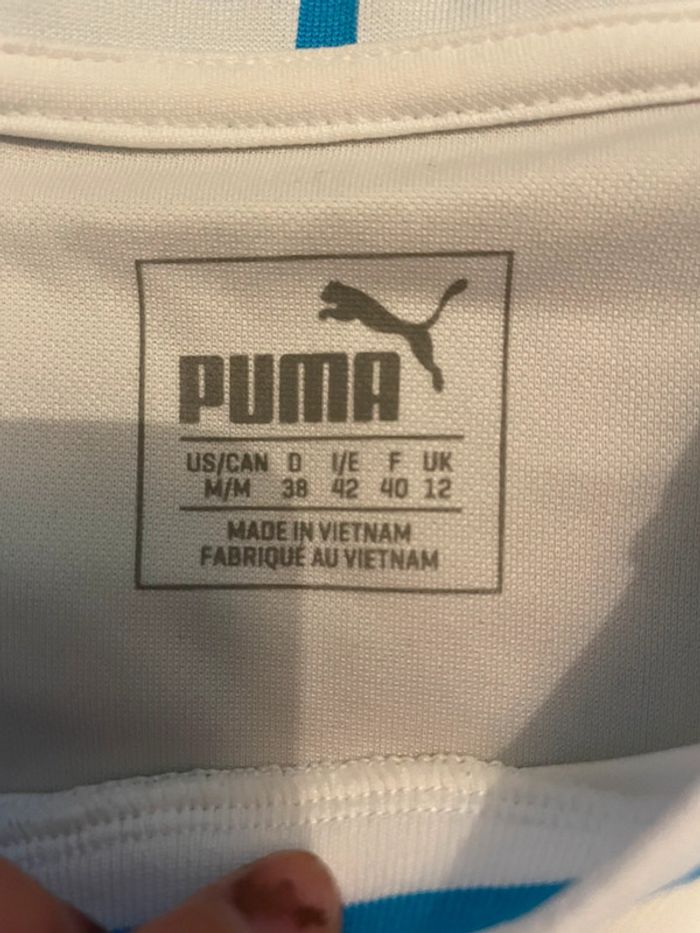 PUMA
US/CAN D I/E F UK
M/M 38 42 40 12
MADE IN VIETNAM
FABRIQUÉ AU VIETNAM